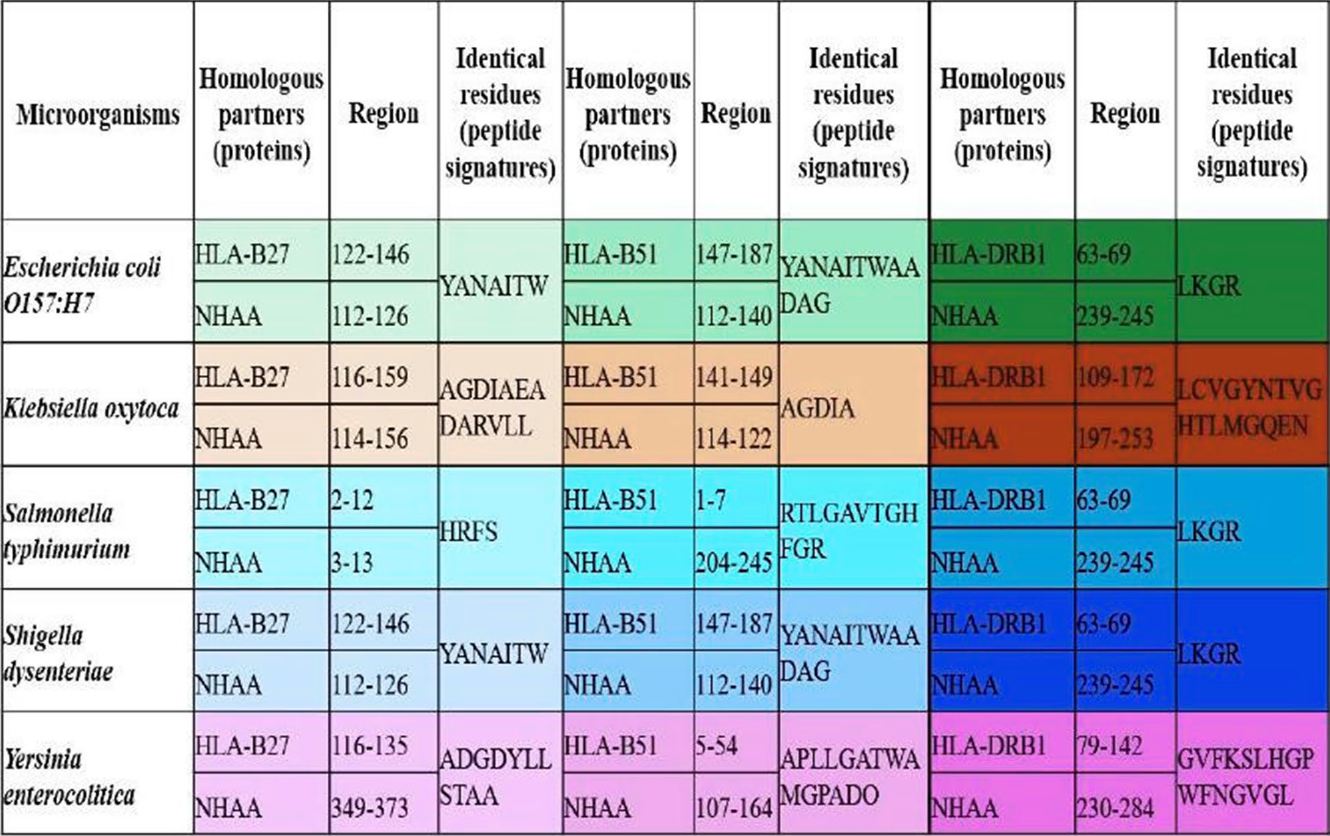 Microorganisms
Homologous
partners
(proteins)
Region
Identical
residues
(peptide
signatures)
Homologous
partners
(proteins)
Region
Identical
residues
(peptide
signatures)
Homologous
partners
(proteins)
Region
Identical
residues
(peptide
signatures)
Escherichia coli
O157:H7
HLA-B27
122-146
NHAA
112-126
YANAITW
HLA-B51
147-187
NHAA
112-140
YANAITWAA
DAG
HLA-DRB1
63-69
NHAA
239-245
LKGR
Klebsiella oxytoca
HLA-B27
116-159
NHAA
114-156
AGDIAEA
DARVLL
HLA-B51
141-149
NHAA
114-122
AGDIA
HLA-DRB1
109-172
NHAA
197-253
LCVGYNTVG
HTLMGQEN
Salmonella
typhimurium
HLA-B27
2-12
NHAA
3-13
HRFS
HLA-B51
1-7
NHAA
204-245
RTLGAVTGH
FGR
HLA-DRB1
63-69
NHAA
239-245
LKGR
Shigella
dysenteriae
HLA-B27
122-146
NHAA
112-126
YANAITW
HLA-B51
147-187
NHAA
112-140
YANAITWAA
DAG
HLA-DRB1
63-69
NHAA
239-245
LKGR
Yersinia
enterocolitica
HLA-B27
116-135
NHAA
349-373
ADGDYLL
STAA
HLA-B51
5-54
NHAA
107-164
APLLGATWA
MGPADO
HLA-DRB1
79-142
NHAA
230-284
GVFKSLHGP
WFNGVGL